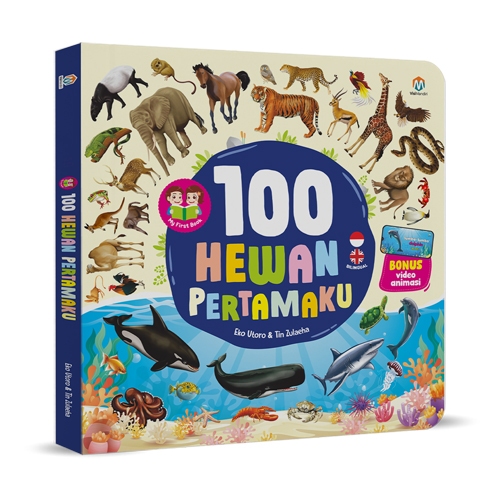 100 HEWAN PERTAMAKU
Eko Utoro & Tin Zulaeha
My First Book
100
HEWAN
PERTAMAKU
Eko Utoro & Tin Zulaeha
BILINGUAL
BONUS
video
animasi